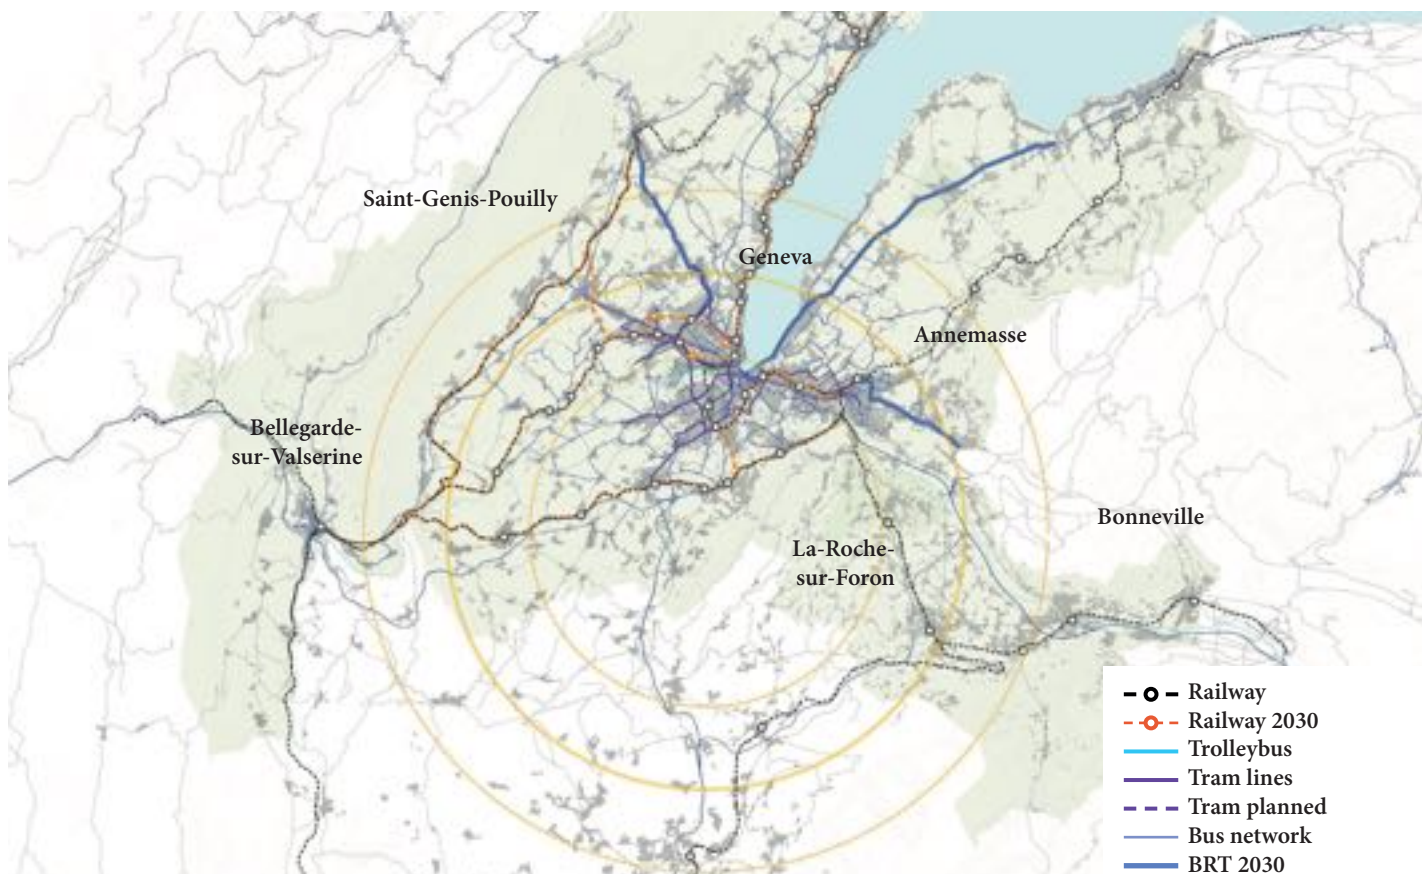 Saint-Genis-Pouilly
Geneva
Annemasse
Bellegarde-
sur-Valserine
Bonneville
La-Roche-
sur-Foron
Railway
Railway 2030
Trolleybus
Tram lines
Tram planned
Bus network
BRT 2030